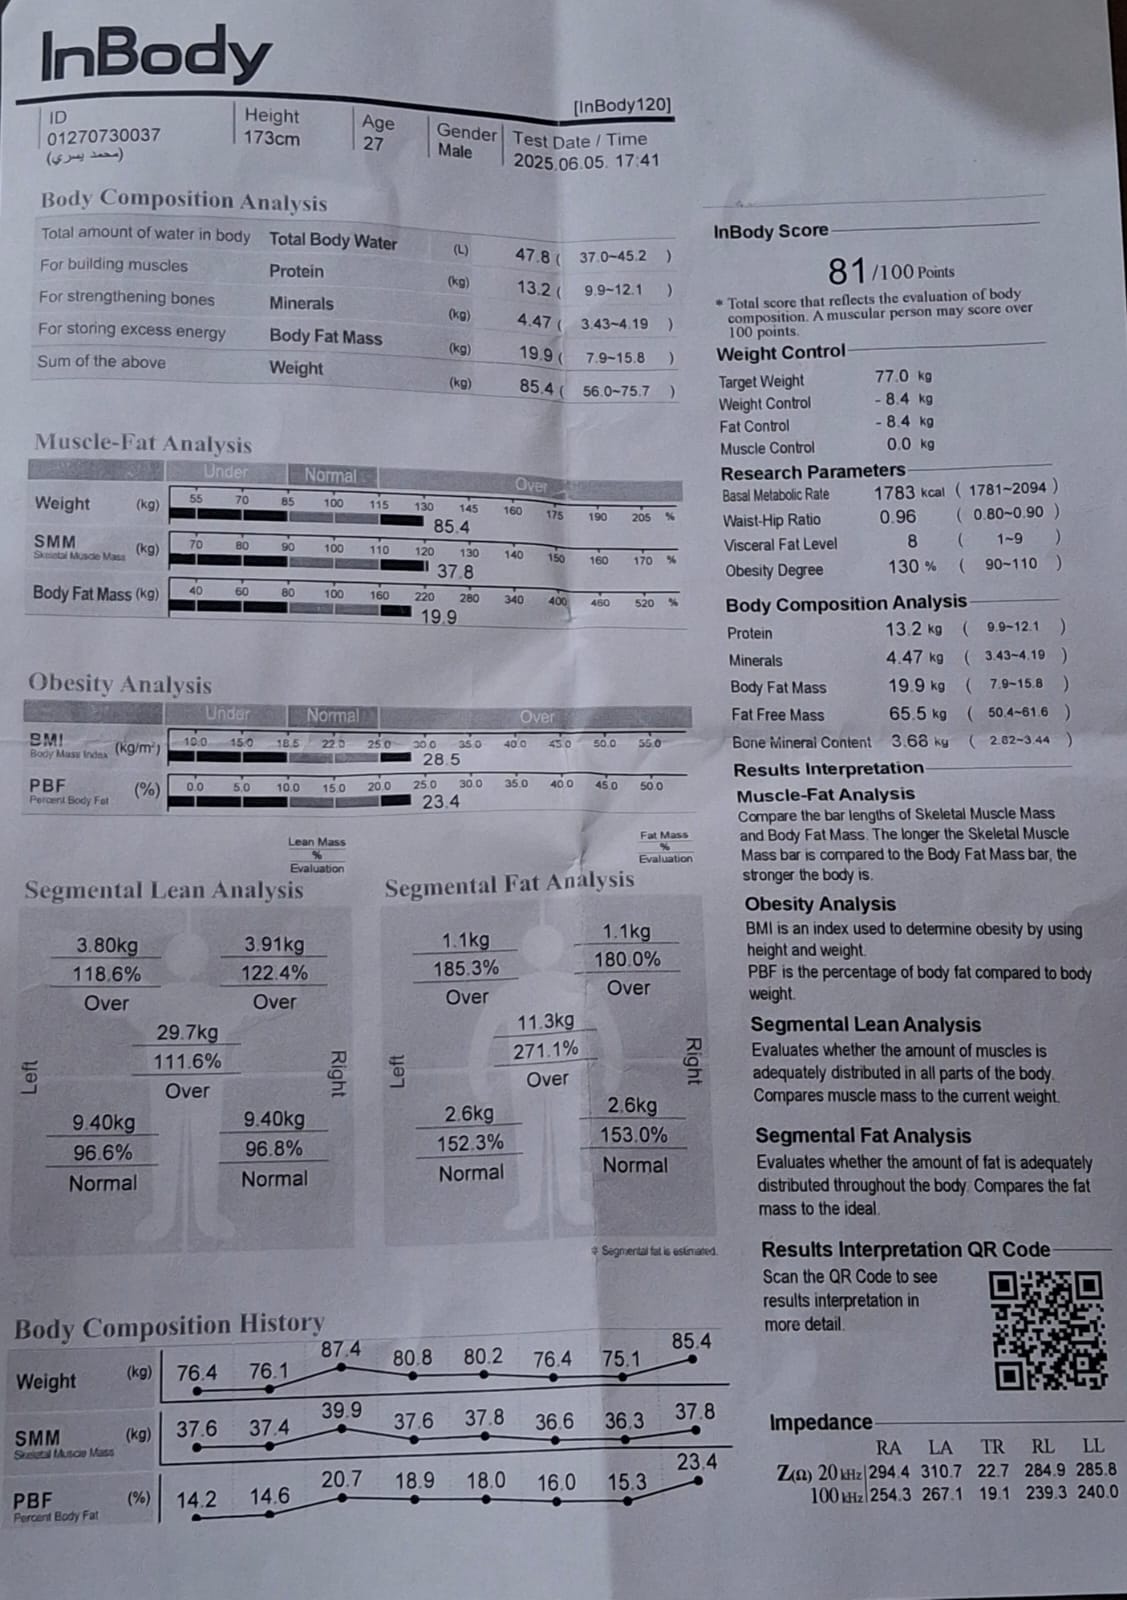 InBody
[InBody120]
ID
01270730037
(محمد يسري)
Height
173cm
Age
27
Gender
Male
Test Date / Time
2025.06.05. 17:41
Body Composition Analysis
Total amount of water in body Total Body Water (L) 47.8 ( 37.0~45.2 )
For building muscles Protein (kg) 13.2 ( 9.9~12.1 )
For strengthening bones Minerals (kg) 4.47 ( 3.43~4.19 )
For storing excess energy Body Fat Mass (kg) 19.9 ( 7.9~15.8 )
Sum of the above Weight (kg) 85.4 ( 56.0~75.7 )
Muscle-Fat Analysis
Under Normal Over
Weight (kg) 55 70 85 100 115 130 145 160 175 190 205 %
85.4
SMM (kg) 70 80 90 100 110 120 130 140 150 160 170 %
Skeletal Muscle Mass
37.8
Body Fat Mass (kg) 40 60 80 100 160 220 280 340 400 460 520 %
19.9
Obesity Analysis
Under Normal Over
BMI (kg/m²) 10.0 15.0 18.5 22.0 25.0 30.0 35.0 40.0 45.0 50.0 55.0
Body Mass Index
28.5
PBF (%) 0.0 5.0 10.0 15.0 20.0 25.0 30.0 35.0 40.0 45.0 50.0
Percent Body Fat
23.4
Lean Mass
%
Evaluation
Segmental Lean Analysis
3.80kg 3.91kg
118.6% 122.4%
Over Over
29.7kg
111.6%
Over
Left Right
9.40kg 9.40kg
96.6% 96.8%
Normal Normal
Fat Mass
%
Evaluation
Segmental Fat Analysis
1.1kg 1.1kg
185.3% 180.0%
Over Over
11.3kg
271.1%
Over
Left Right
2.6kg 2.6kg
152.3% 153.0%
Normal Normal
* Segmental fat is estimated.
Body Composition History
Weight (kg) 76.4 76.1 87.4 80.8 80.2 76.4 75.1 85.4
SMM (kg) 37.6 37.4 39.9 37.6 37.8 36.6 36.3 37.8
Skeletal Muscle Mass
PBF (%) 14.2 14.6 20.7 18.9 18.0 16.0 15.3 23.4
Percent Body Fat
InBody Score
81/100 Points
* Total score that reflects the evaluation of body
composition. A muscular person may score over
100 points.
Weight Control
Target Weight 77.0 kg
Weight Control - 8.4 kg
Fat Control - 8.4 kg
Muscle Control 0.0 kg
Research Parameters
Basal Metabolic Rate 1783 kcal ( 1781~2094 )
Waist-Hip Ratio 0.96 ( 0.80~0.90 )
Visceral Fat Level 8 ( 1~9 )
Obesity Degree 130 % ( 90~110 )
Body Composition Analysis
Protein 13.2 kg ( 9.9~12.1 )
Minerals 4.47 kg ( 3.43~4.19 )
Body Fat Mass 19.9 kg ( 7.9~15.8 )
Fat Free Mass 65.5 kg ( 50.4~61.6 )
Bone Mineral Content 3.68 kg ( 2.82~3.44 )
Results Interpretation
Muscle-Fat Analysis
Compare the bar lengths of Skeletal Muscle Mass
and Body Fat Mass. The longer the Skeletal Muscle
Mass bar is compared to the Body Fat Mass bar, the
stronger the body is.
Obesity Analysis
BMI is an index used to determine obesity by using
height and weight.
PBF is the percentage of body fat compared to body
weight.
Segmental Lean Analysis
Evaluates whether the amount of muscles is
adequately distributed in all parts of the body.
Compares muscle mass to the current weight.
Segmental Fat Analysis
Evaluates whether the amount of fat is adequately
distributed throughout the body. Compares the fat
mass to the ideal.
Results Interpretation QR Code
Scan the QR Code to see
results interpretation in
more detail.
Impedance
RA LA TR RL LL
Z(Ω) 20 kHz 294.4 310.7 22.7 284.9 285.8
100 kHz 254.3 267.1 19.1 239.3 240.0